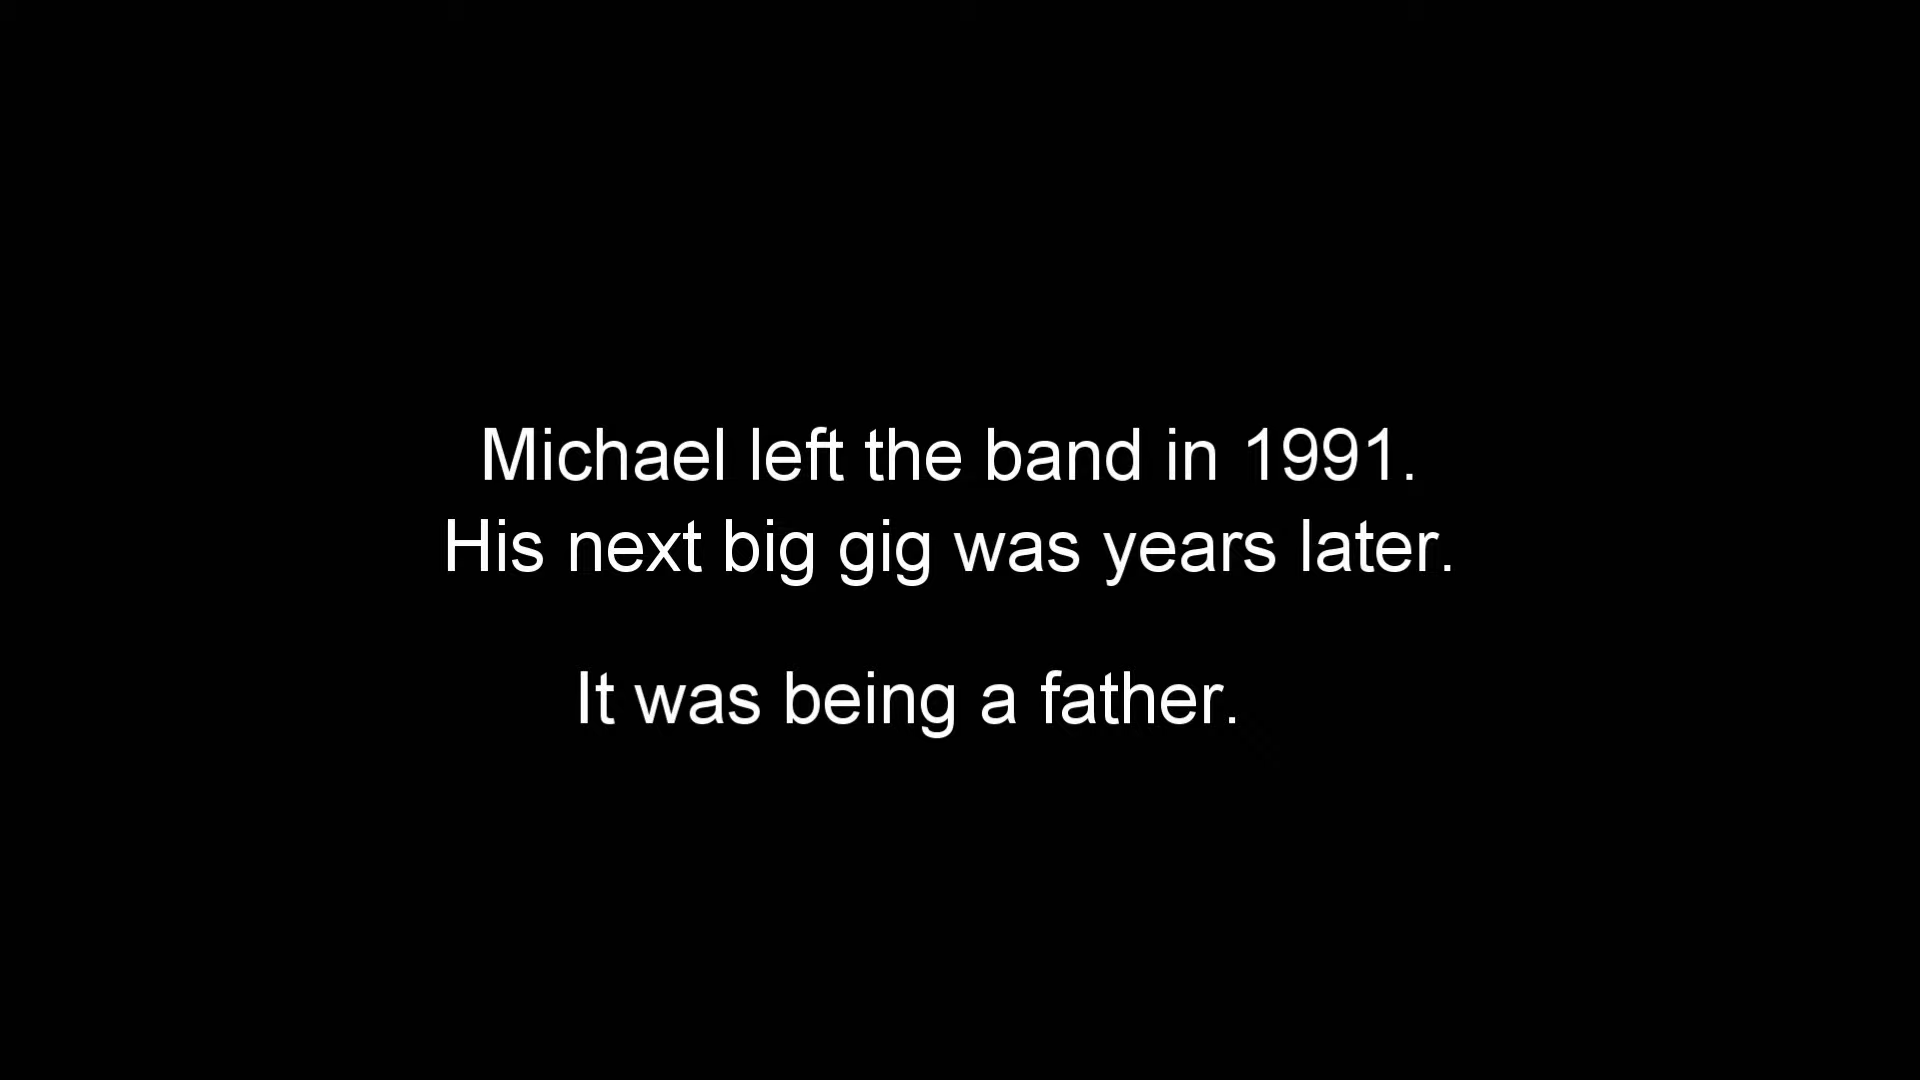 Michael left the band in 1991.
His next big gig was years later.
It was being a father.